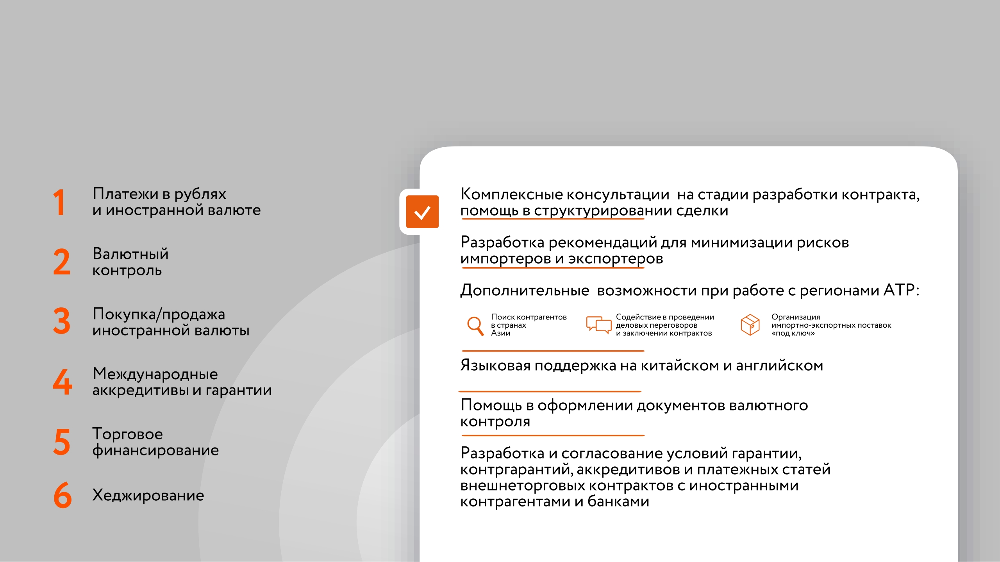 1
Платежи в рублях
и иностранной валюте
2
Валютный
контроль
3
Покупка/продажа
иностранной валюты
4
Международные
аккредитивы и гарантии
5
Торговое
финансирование
6
Хеджирование
Комплексные консультации на стадии разработки контракта,
помощь в структурировании сделки
Разработка рекомендаций для минимизации рисков
импортеров и экспортеров
Дополнительные возможности при работе с регионами АТР:
Поиск контрагентов
в странах
Азии
Содействие в проведении
деловых переговоров
и заключении контрактов
Организация
импортно-экспортных поставок
«под ключ»
Языковая поддержка на китайском и английском
Помощь в оформлении документов валютного
контроля
Разработка и согласование условий гарантии,
контргарантий, аккредитивов и платежных статей
внешнеторговых контрактов с иностранными
контрагентами и банками